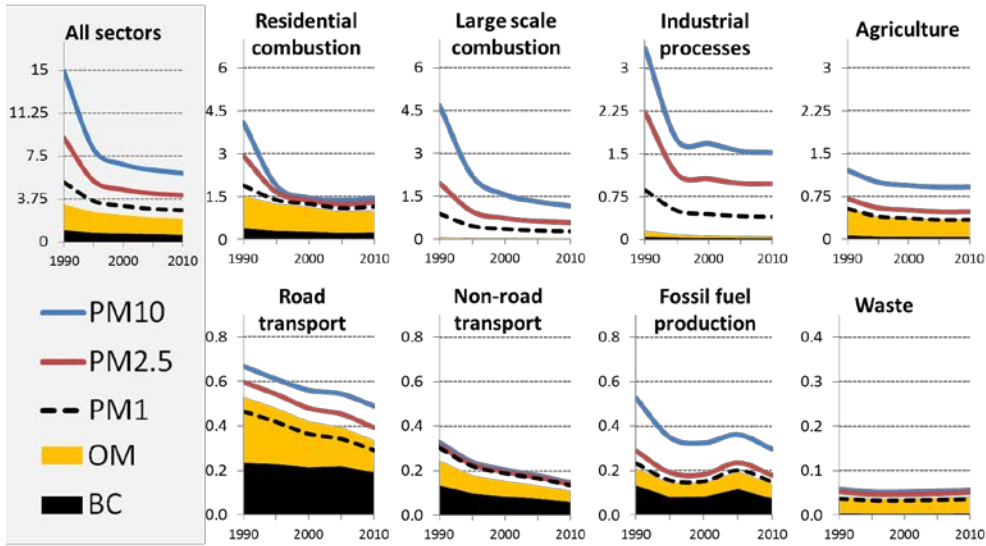 All sectors
15
11.25
7.5
3.75
0
1990 2000 2010
Residential
combustion
6
4.5
3
1.5
0
1990 2000 2010
Large scale
combustion
6
4.5
3
1.5
0
1990 2000 2010
Industrial
processes
3
2.25
1.5
0.75
0
1990 2000 2010
Agriculture
3
2.25
1.5
0.75
0
1990 2000 2010
PM10
PM2.5
PM1
OM
BC
Road
transport
0.8
0.6
0.4
0.2
0.0
1990 2000 2010
Non-road
transport
0.8
0.6
0.4
0.2
0.0
1990 2000 2010
Fossil fuel
production
0.8
0.6
0.4
0.2
0.0
1990 2000 2010
Waste
0.4
0.3
0.2
0.1
0.0
1990 2000 2010